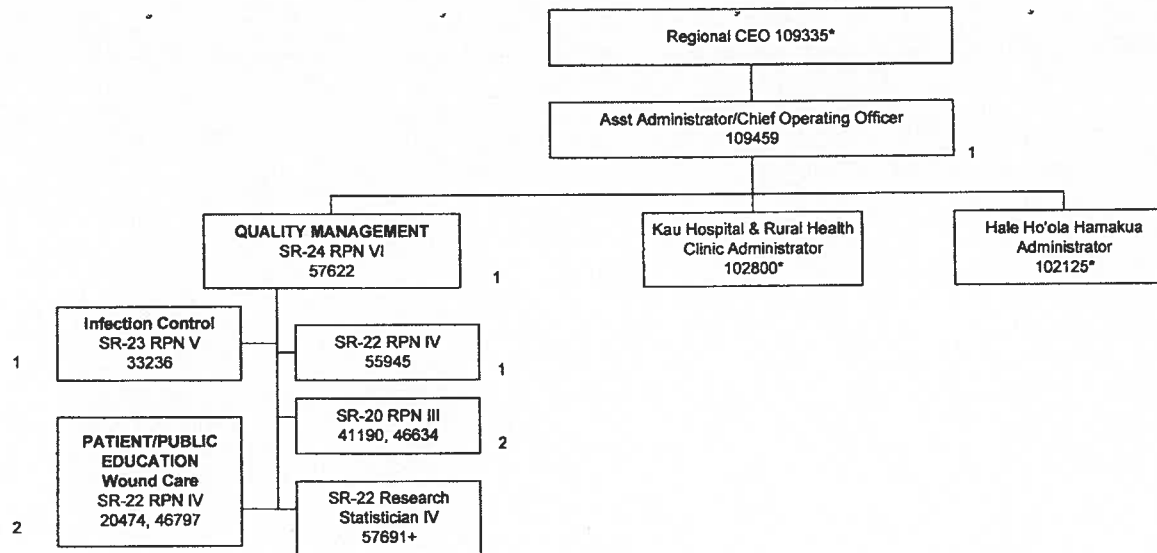 Regional CEO 109335*
Asst Administrator/Chief Operating Officer
109459
1
QUALITY MANAGEMENT
SR-24 RPN VI
57622
1
Kau Hospital & Rural Health
Clinic Administrator
102800*
Hale Ho'ola Hamakua
Administrator
102125*
Infection Control
SR-23 RPN V
33236
1
SR-22 RPN IV
55945
1
SR-20 RPN III
41190, 46634
2
PATIENT/PUBLIC
EDUCATION
Wound Care
SR-22 RPN IV
20474, 46797
2
SR-22 Research
Statistician IV
57691+